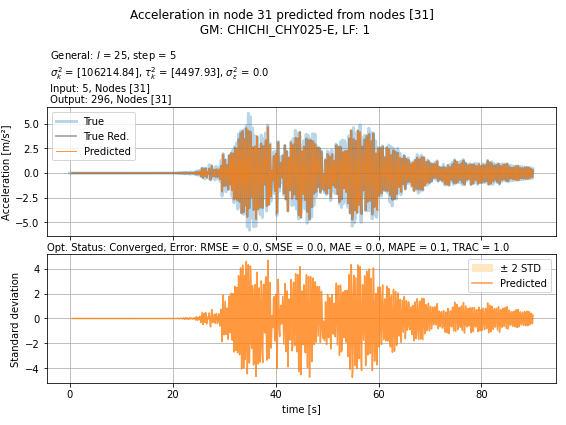 Acceleration in node 31 predicted from nodes [31]
GM: CHICHI_CHY025-E, LF: 1
General: l = 25, step = 5
σ²ₖ = [106214.84], τ²ₖ = [4497.93], σ²ₛ = 0.0
Input: 5, Nodes [31]
Output: 296, Nodes [31]
Acceleration [m/s²]
5.0
2.5
0.0
−2.5
−5.0
True
True Red.
Predicted
Opt. Status: Converged, Error: RMSE = 0.0, SMSE = 0.0, MAE = 0.0, MAPE = 0.1, TRAC = 1.0
Standard deviation
4
2
0
−2
−4
± 2 STD
Predicted
0 20 40 60 80
time [s]